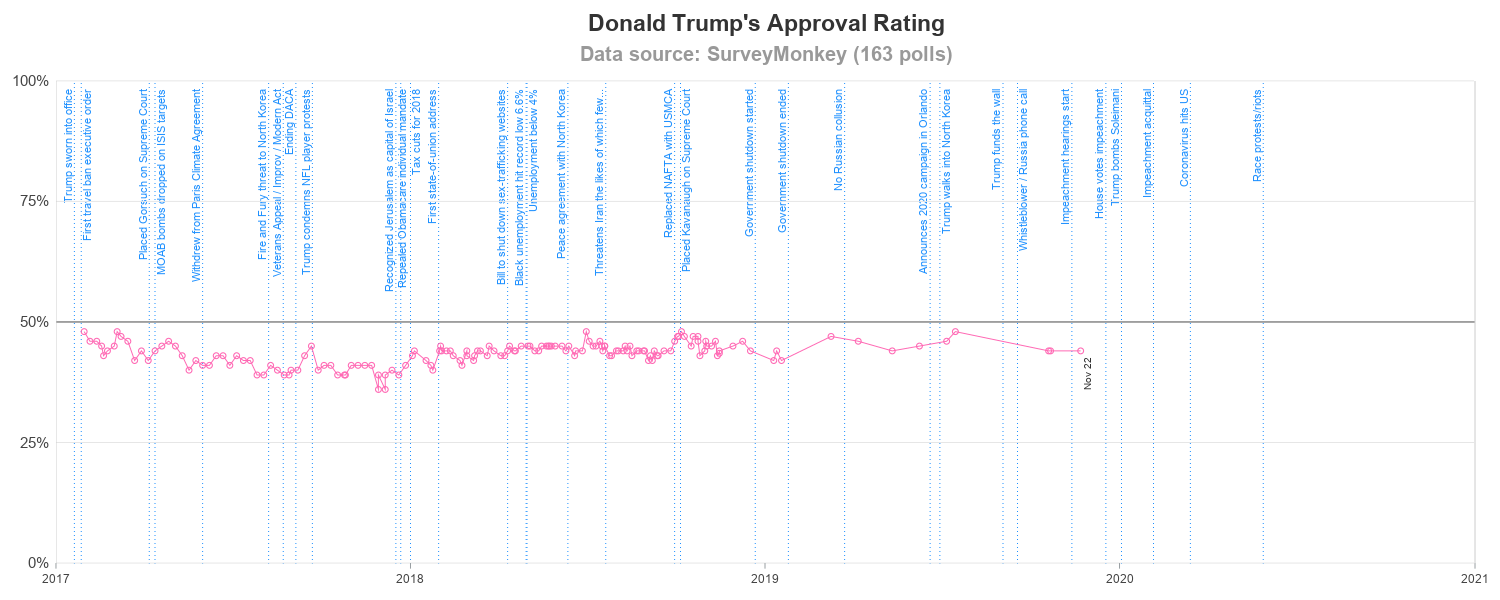 Donald Trump's Approval Rating
Data source: SurveyMonkey (163 polls)
100%
75%
50%
25%
0%
Trump sworn into office
First travel ban executive order
Placed Gorsuch on Supreme Court
MOAB bombs dropped on ISIS targets
Withdrew from Paris Climate Agreement
Fire and Fury threat to North Korea
Veterans Appeal / Improv / Modern Act
Ending DACA
Trump condemns NFL player protests
Recognized Jerusalem as capital of Israel
Repealed Obamacare individual mandate
Tax cuts for 2018
First state-of-union address
Bill to shut down sex-trafficking websites
Black unemployment hit record low 6.6%
Unemployment below 4%
Peace agreement with North Korea
Threatens Iran the likes of which few...
Replaced NAFTA with USMCA
Placed Kavanaugh on Supreme Court
Government shutdown started
Government shutdown ended
No Russian collusion
Announces 2020 campaign in Orlando
Trump walks into North Korea
Trump funds the wall
Whistleblower / Russia phone call
Impeachment hearings start
House votes impeachment
Trump bombs Soleimani
Impeachment acquittal
Coronavirus hits US
Race protests/riots
Nov 22
2017
2018
2019
2020
2021